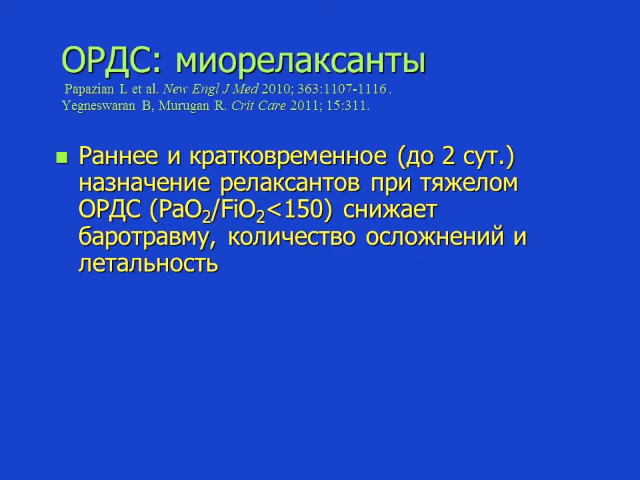 ОРДС: миорелаксанты
Papazian L et al. New Engl J Med 2010; 363:1107-1116 .
Yegneswaran B, Murugan R. Crit Care 2011; 15:311.
Раннее и кратковременное (до 2 сут.)
назначение релаксантов при тяжелом
ОРДС (PaO2/FiO2<150) снижает
баротравму, количество осложнений и
летальность